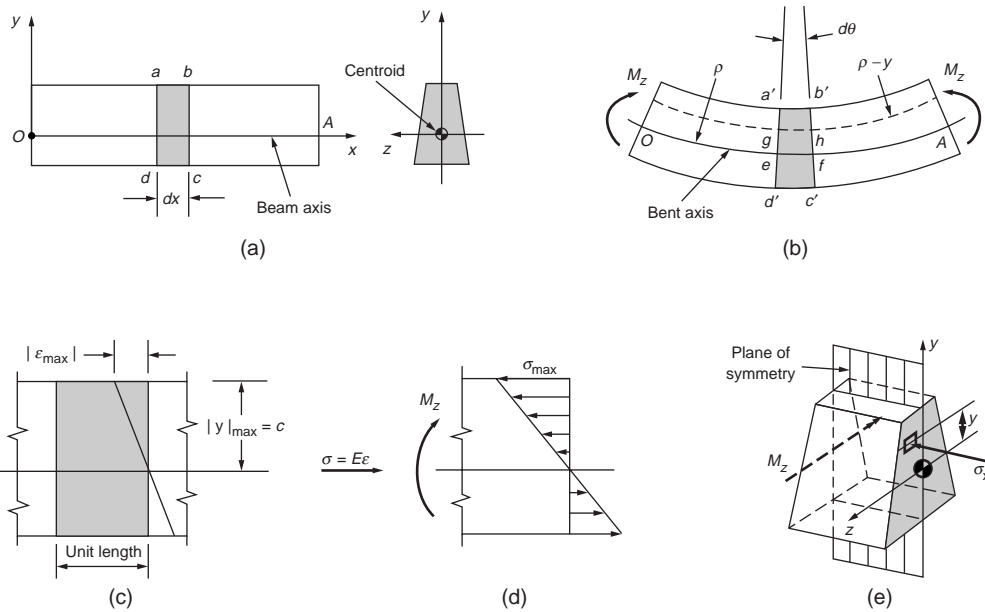 y
a b
O
A
x
d c
dx
Beam axis
(a)
y
Centroid
z
dθ
M_z
ρ
a′ b′
ρ – y
M_z
O
g h
A
e f
Bent axis
d′ c′
(b)
| ε_max |
| y |_max = c
Unit length
(c)
σ = Eε
σ_max
M_z
(d)
Plane of
symmetry
y
y
M_z
σ_x
z
(e)